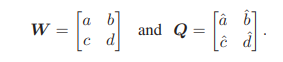 W = [a b; c d] and Q = [â b̂; ĉ d̂].